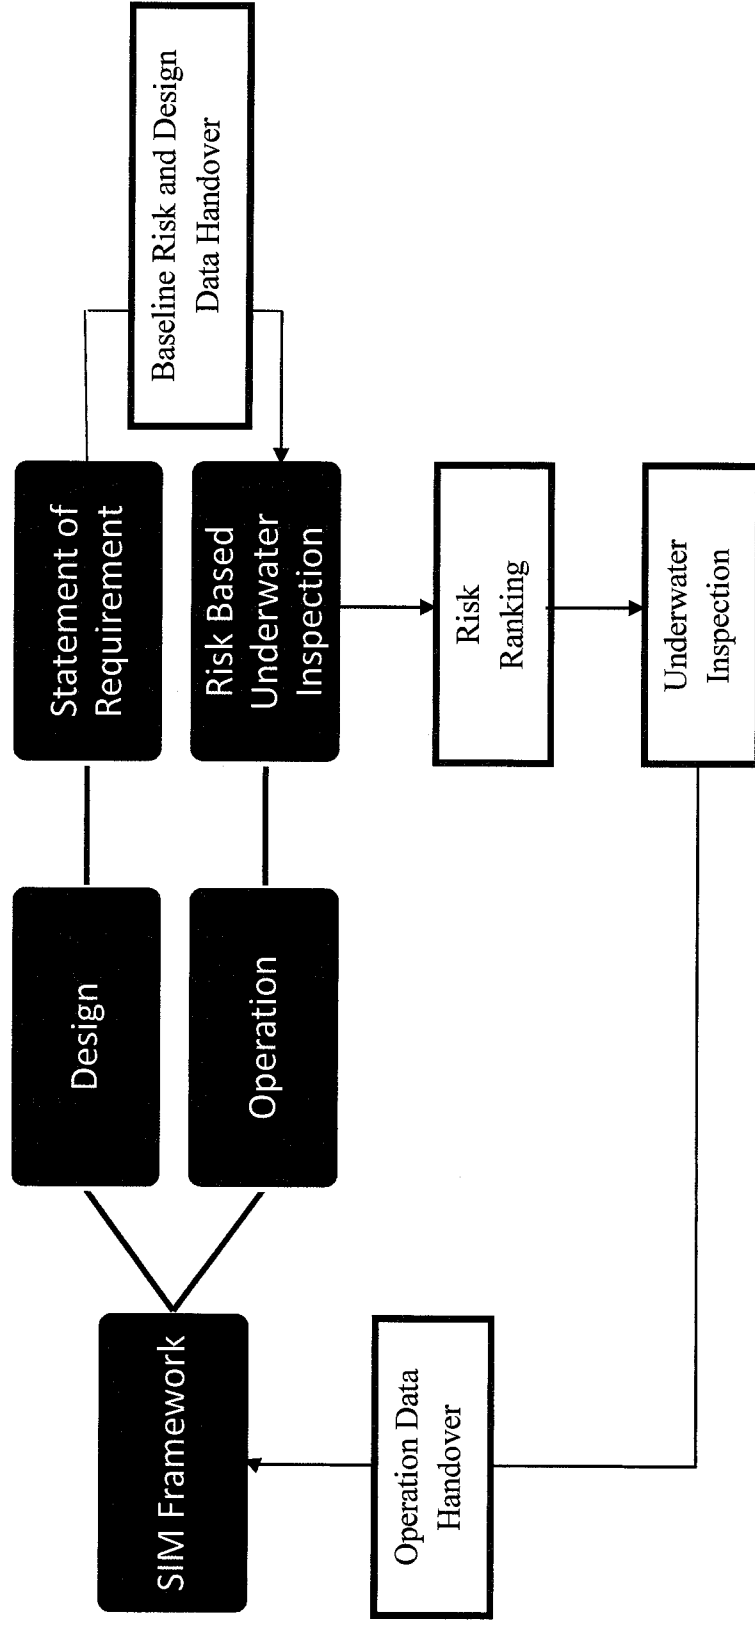 SIM Framework
Design
Operation
Statement of
Requirement
Risk Based
Underwater
Inspection
Baseline Risk and Design
Data Handover
Risk
Ranking
Underwater
Inspection
Operation Data
Handover